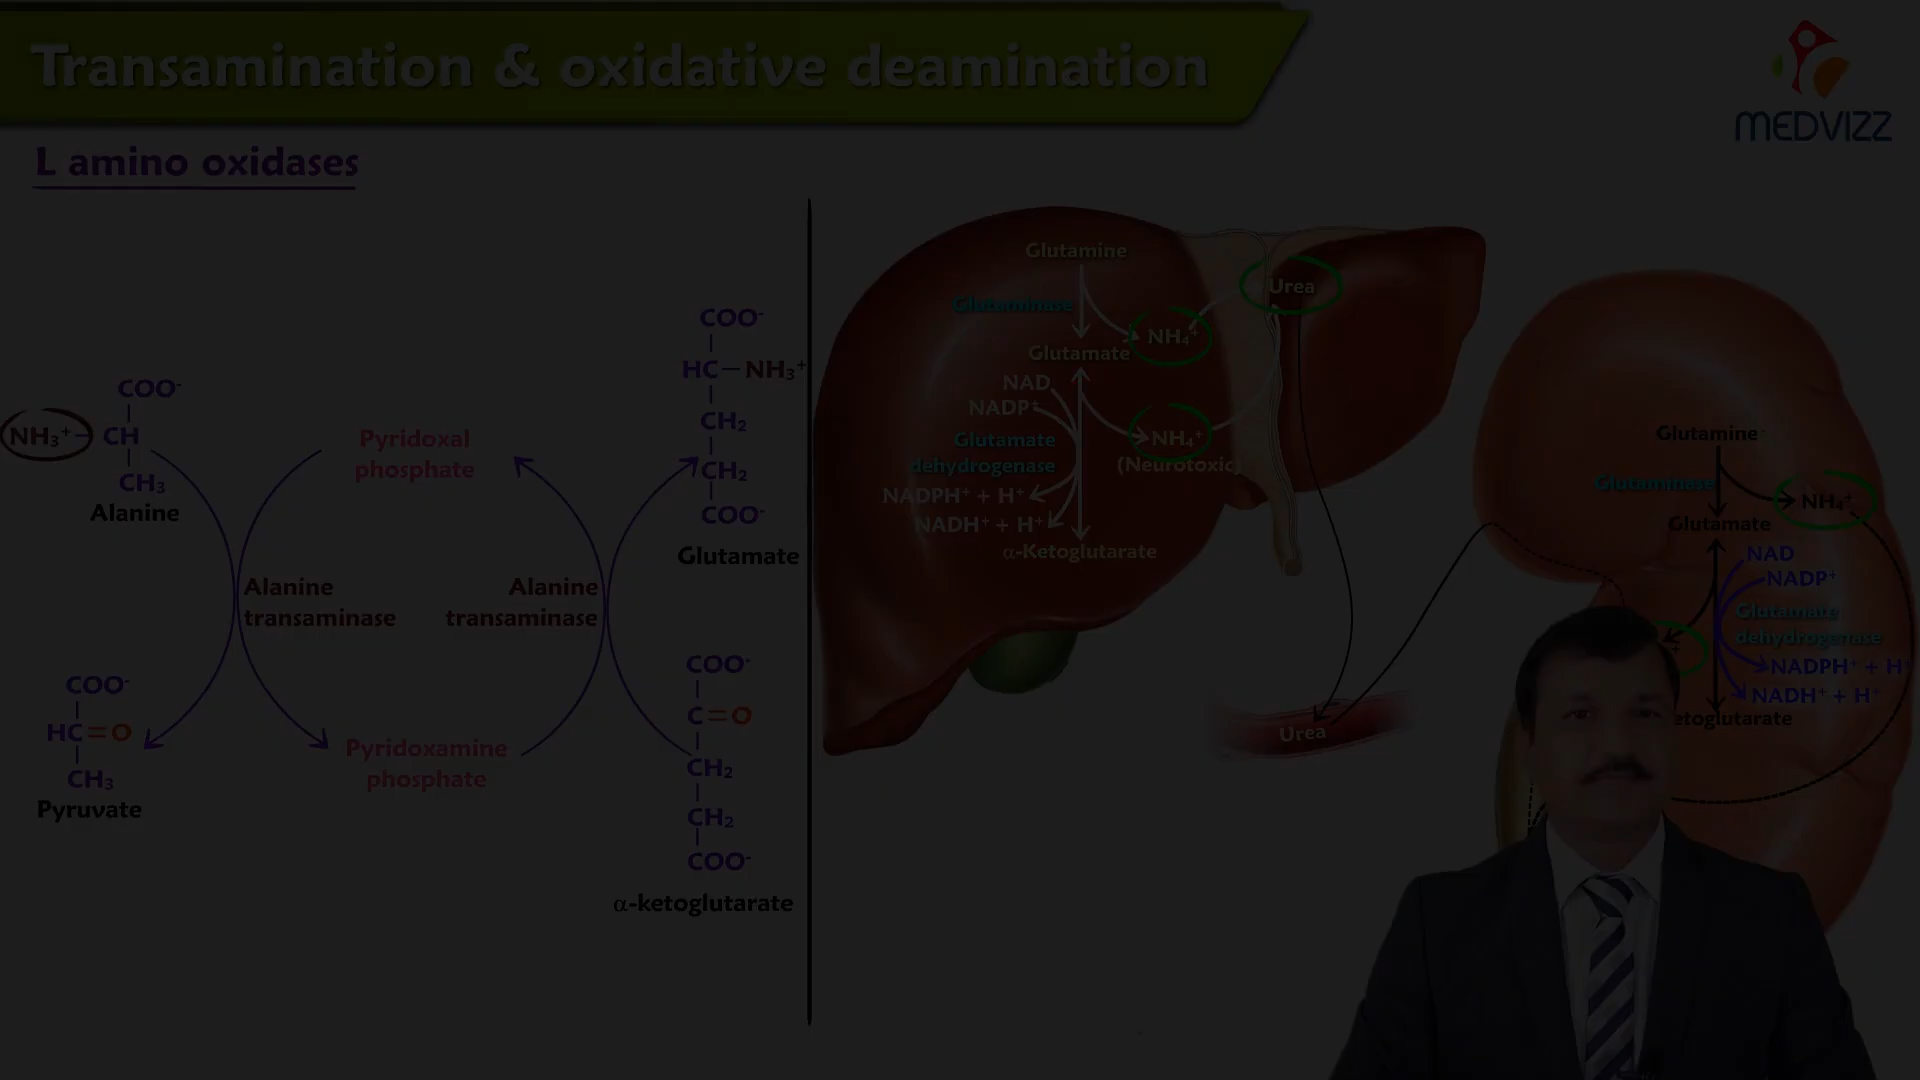 Transamination & oxidative deamination
MEDVIZZ
L amino oxidases
COO-
NH₃⁺
CH
CH₃
Alanine
Pyridoxal
phosphate
COO-
HC
NH₃⁺
CH₂
CH₂
COO-
Glutamate
Alanine
transaminase
Alanine
transaminase
COO-
HC=O
CH₃
Pyruvate
Pyridoxamine
phosphate
COO-
C=O
CH₂
CH₂
COO-
α-ketoglutarate
Glutamine
Glutaminase
NH₄⁺
Urea
Glutamate
NAD
NADP⁺
Glutamate
dehydrogenase
NH₄⁺
(Neurotoxic)
NADPH⁺ + H⁺
NADH⁺ + H⁺
α-Ketoglutarate
Urea
Glutamine
Glutaminase
NH₄⁺
Glutamate
NAD
NADP⁺
Glutamate
dehydrogenase
NADPH⁺ + H⁺
NADH⁺ + H⁺
etoglutarate